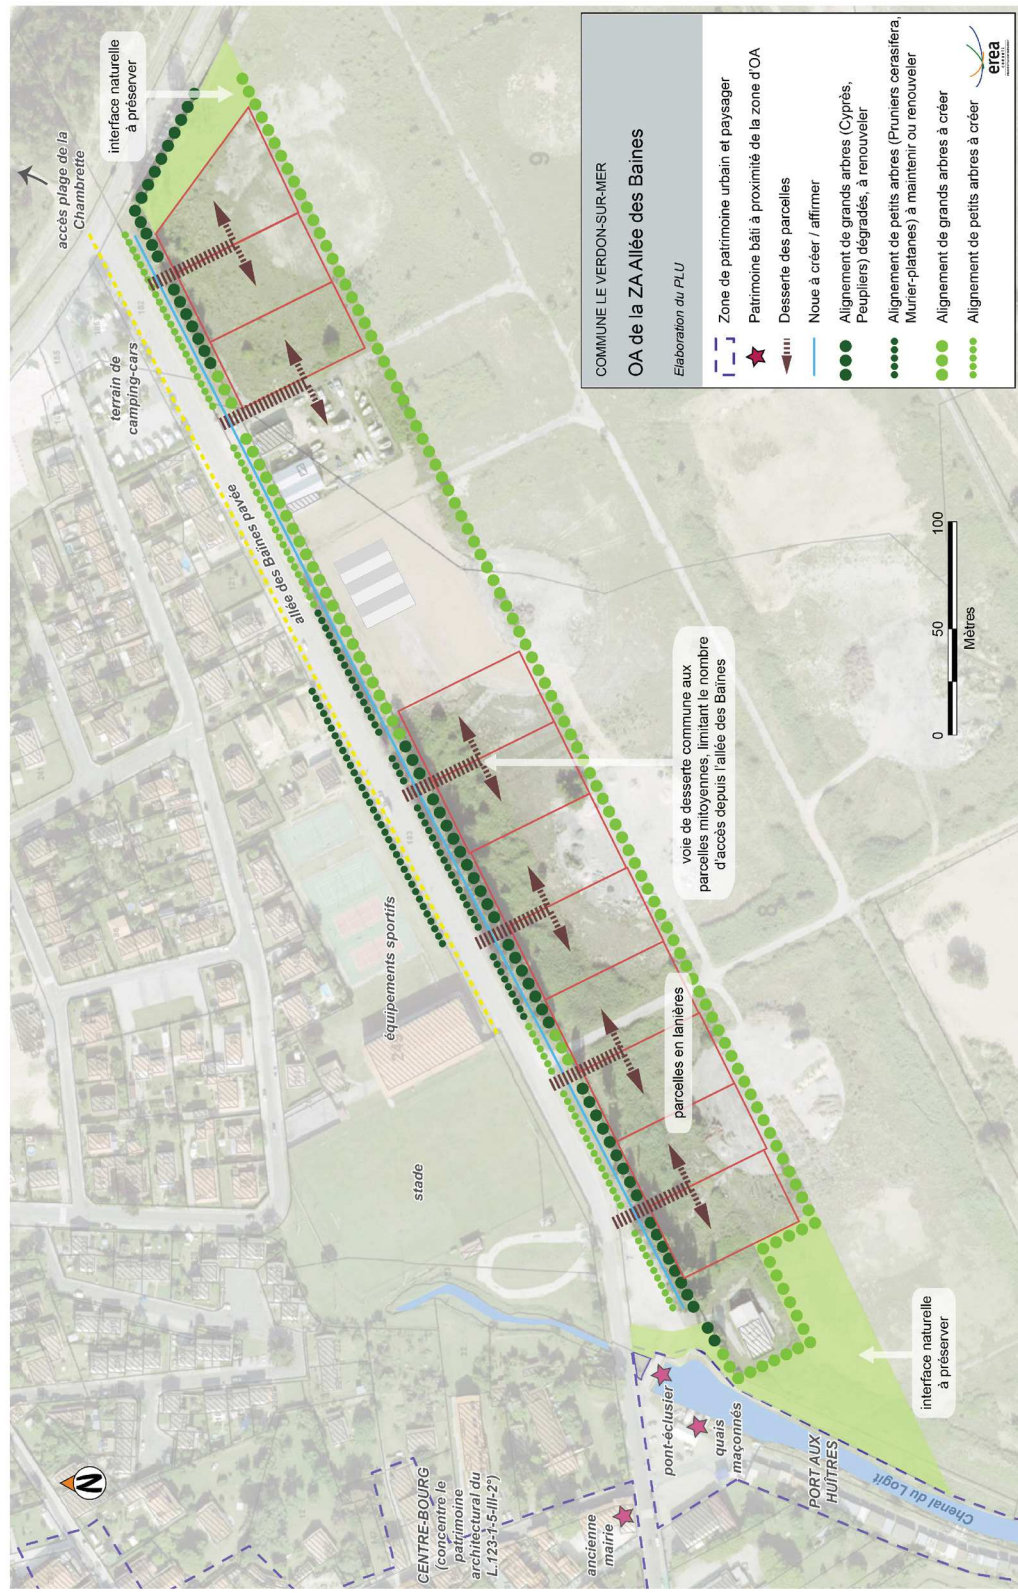 COMMUNE LE VERDON-SUR-MER
OA de la ZA Allée des Baines
Elaboration du PLU
Zone de patrimoine urbain et paysager
Patrimoine bâti à proximité de la zone d'OA
Desserte des parcelles
Noue à créer / affirmer
Alignement de grands arbres (Cyprès,
Peupliers) dégradés, à renouveler
Alignement de petits arbres (Pruniers cerasifera,
Murier-platanes) à maintenir ou renouveler
Alignement de grands arbres à créer
Alignement de petits arbres à créer
erea
interface naturelle
à préserver
accès plage de la
Chambrette
terrain de
camping-cars
allée des Baïnes pavée
équipements sportifs
stade
voie de desserte commune aux
parcelles mitoyennes, limitant le nombre
d'accès depuis l'allée des Baïnes
parcelles en lanières
interface naturelle
à préserver
pont-éclusier
quais
maçonnés
PORT AUX
HUÎTRES
Chenal du Logit
ancienne
mairie
CENTRE-BOURG
(concentre le
patrimoine
architectural du
L.123-1-5-III-2°)
N
0 50 100
Mètres
9
8